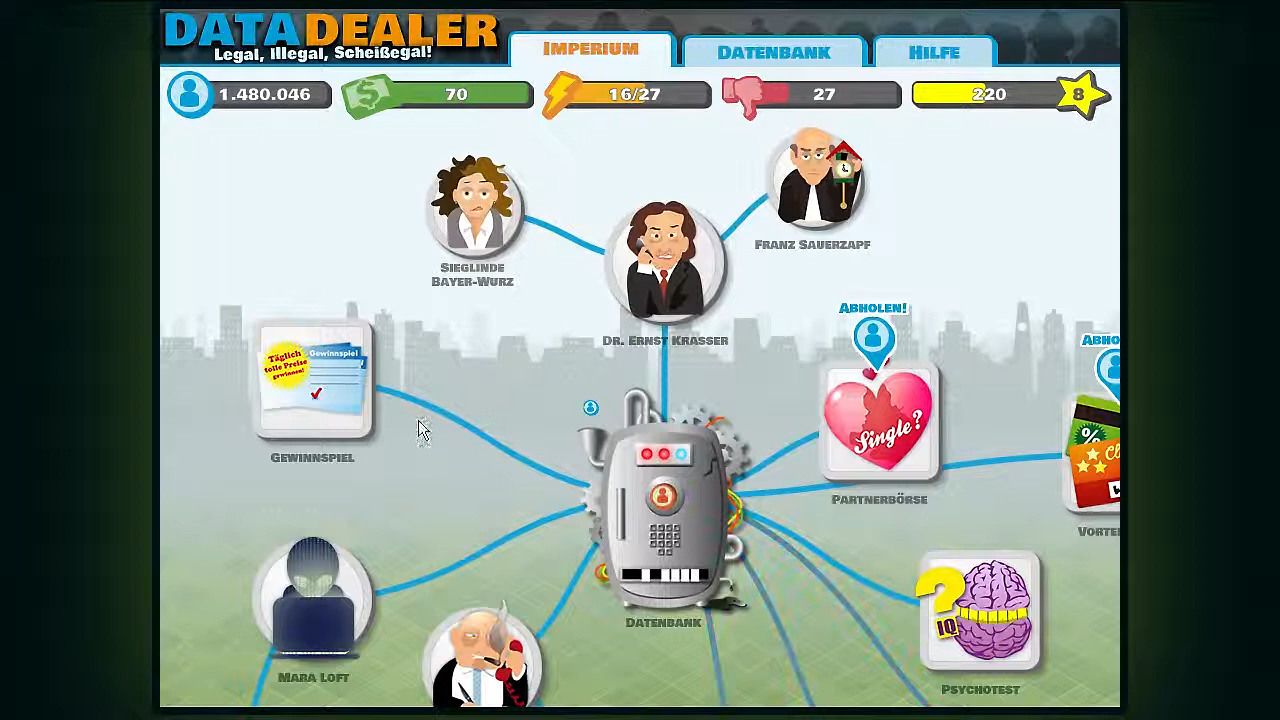 DATADEALER
Legal, Illegal, Scheißegal!
IMPERIUM
DATENBANK
HILFE
1.480.046
$
70
16/27
27
220
8
SIEGLINDE
BAYER-WURZ
FRANZ SAUERZAPF
DR. ERNST KRASSER
ABHOLEN!
ABHO
Täglich
tolle Preise
gewinnen!
Gewinnspiel
GEWINNSPIEL
Single?
PARTNERBÖRSE
%
VORTE
DATENBANK
?
IQ
MARA LOFT
PSYCHOTEST